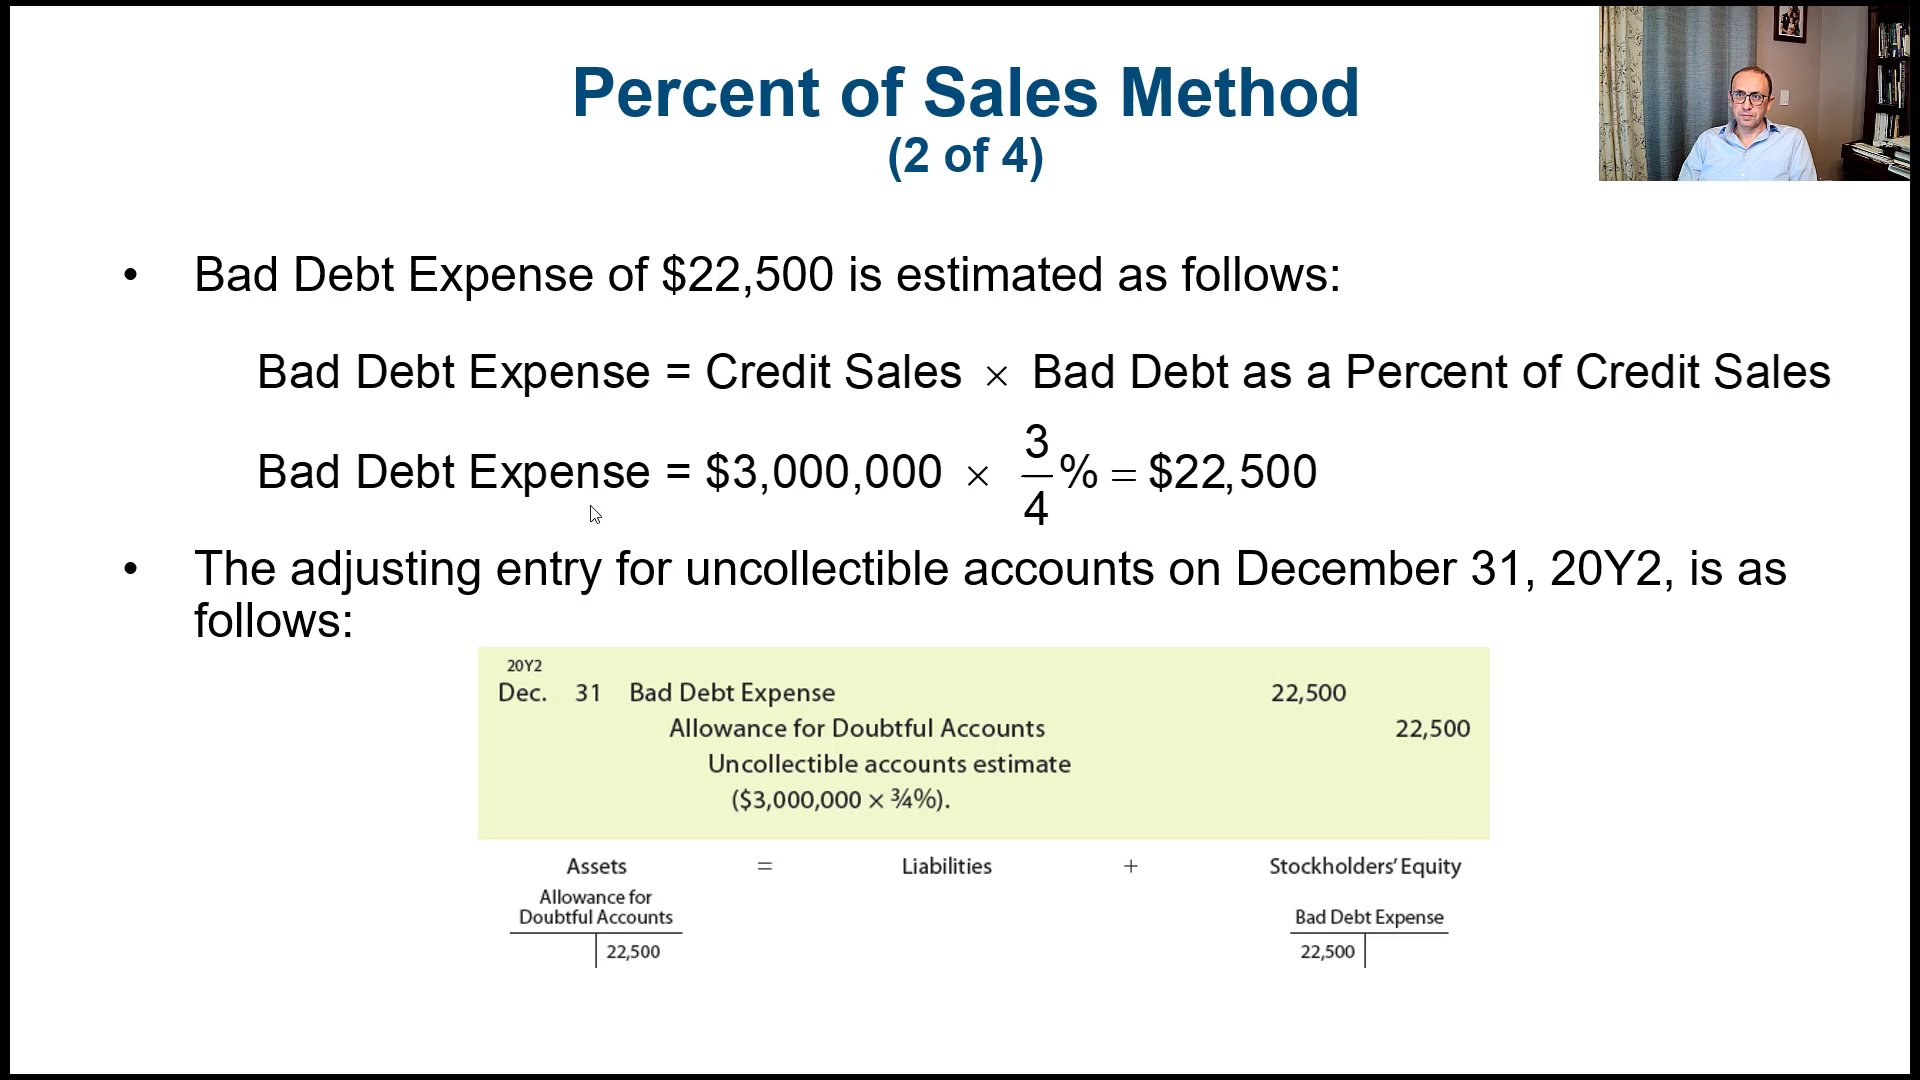 Percent of Sales Method
(2 of 4)
• Bad Debt Expense of $22,500 is estimated as follows:
Bad Debt Expense = Credit Sales × Bad Debt as a Percent of Credit Sales
Bad Debt Expense = $3,000,000 × 3/4% = $22,500
• The adjusting entry for uncollectible accounts on December 31, 20Y2, is as
follows:
20Y2
Dec. 31 Bad Debt Expense 22,500
Allowance for Doubtful Accounts 22,500
Uncollectible accounts estimate
($3,000,000 × ¾%).
Assets = Liabilities + Stockholders’ Equity
Allowance for
Doubtful Accounts Bad Debt Expense
22,500 22,500